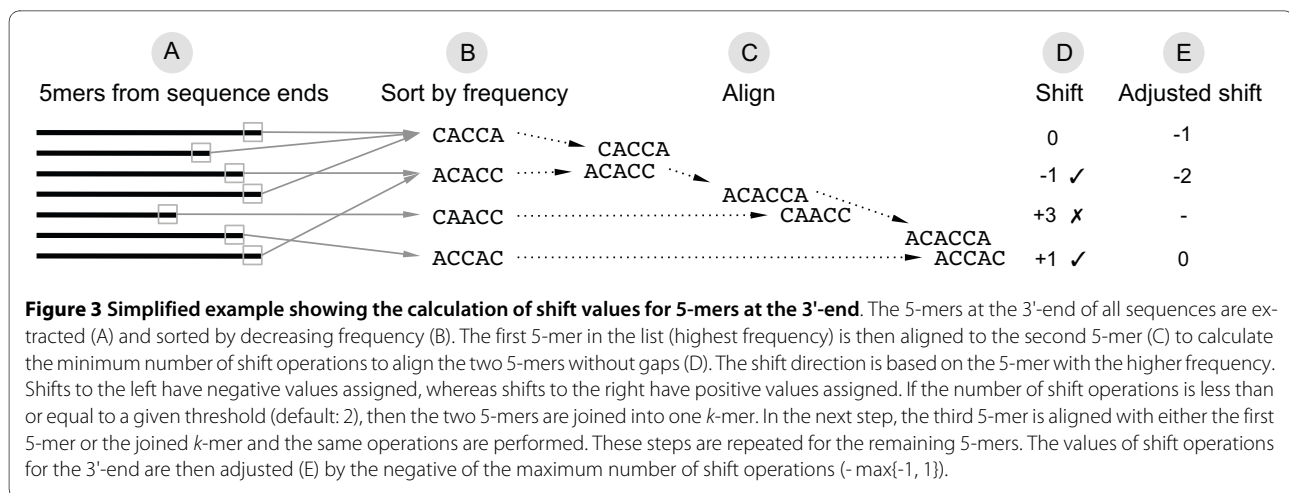 A B C D E
5mers from sequence ends Sort by frequency Align Shift Adjusted shift
CACCA 0 -1
CACCA
ACACC ACACC -1 ✓ -2
ACACCA
CAACC CAACC +3 ✗ -
ACACCA
ACCAC ACCAC +1 ✓ 0
Figure 3 Simplified example showing the calculation of shift values for 5-mers at the 3'-end. The 5-mers at the 3'-end of all sequences are ex-
tracted (A) and sorted by decreasing frequency (B). The first 5-mer in the list (highest frequency) is then aligned to the second 5-mer (C) to calculate
the minimum number of shift operations to align the two 5-mers without gaps (D). The shift direction is based on the 5-mer with the higher frequency.
Shifts to the left have negative values assigned, whereas shifts to the right have positive values assigned. If the number of shift operations is less than
or equal to a given threshold (default: 2), then the two 5-mers are joined into one k-mer. In the next step, the third 5-mer is aligned with either the first
5-mer or the joined k-mer and the same operations are performed. These steps are repeated for the remaining 5-mers. The values of shift operations
for the 3'-end are then adjusted (E) by the negative of the maximum number of shift operations (- max{-1, 1}).